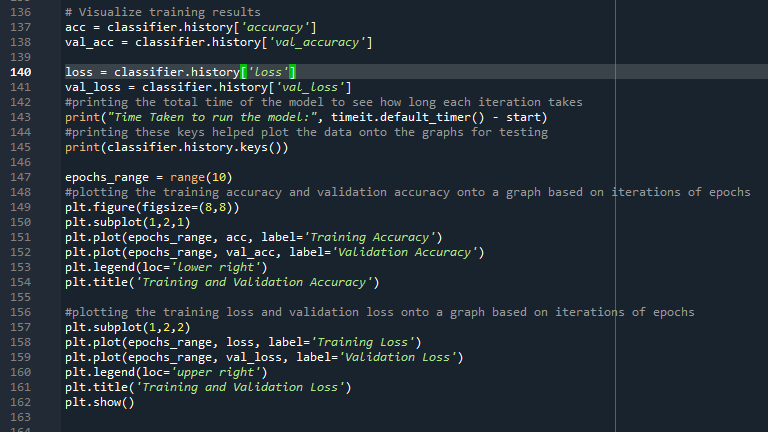 136 # Visualize training results
137 acc = classifier.history['accuracy']
138 val_acc = classifier.history['val_accuracy']
139
140 loss = classifier.history['loss']
141 val_loss = classifier.history['val_loss']
142 #printing the total time of the model to see how long each iteration takes
143 print("Time Taken to run the model:", timeit.default_timer() - start)
144 #printing these keys helped plot the data onto the graphs for testing
145 print(classifier.history.keys())
146
147 epochs_range = range(10)
148 #plotting the training accuracy and validation accuracy onto a graph based on iterations of epochs
149 plt.figure(figsize=(8,8))
150 plt.subplot(1,2,1)
151 plt.plot(epochs_range, acc, label='Training Accuracy')
152 plt.plot(epochs_range, val_acc, label='Validation Accuracy')
153 plt.legend(loc='lower right')
154 plt.title('Training and Validation Accuracy')
155
156 #plotting the training loss and validation loss onto a graph based on iterations of epochs
157 plt.subplot(1,2,2)
158 plt.plot(epochs_range, loss, label='Training Loss')
159 plt.plot(epochs_range, val_loss, label='Validation Loss')
160 plt.legend(loc='upper right')
161 plt.title('Training and Validation Loss')
162 plt.show()
163